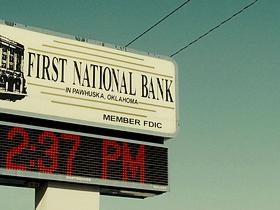 FIRST NATIONAL BANK
IN PAWHUSKA, OKLAHOMA
MEMBER FDIC
2:37 PM